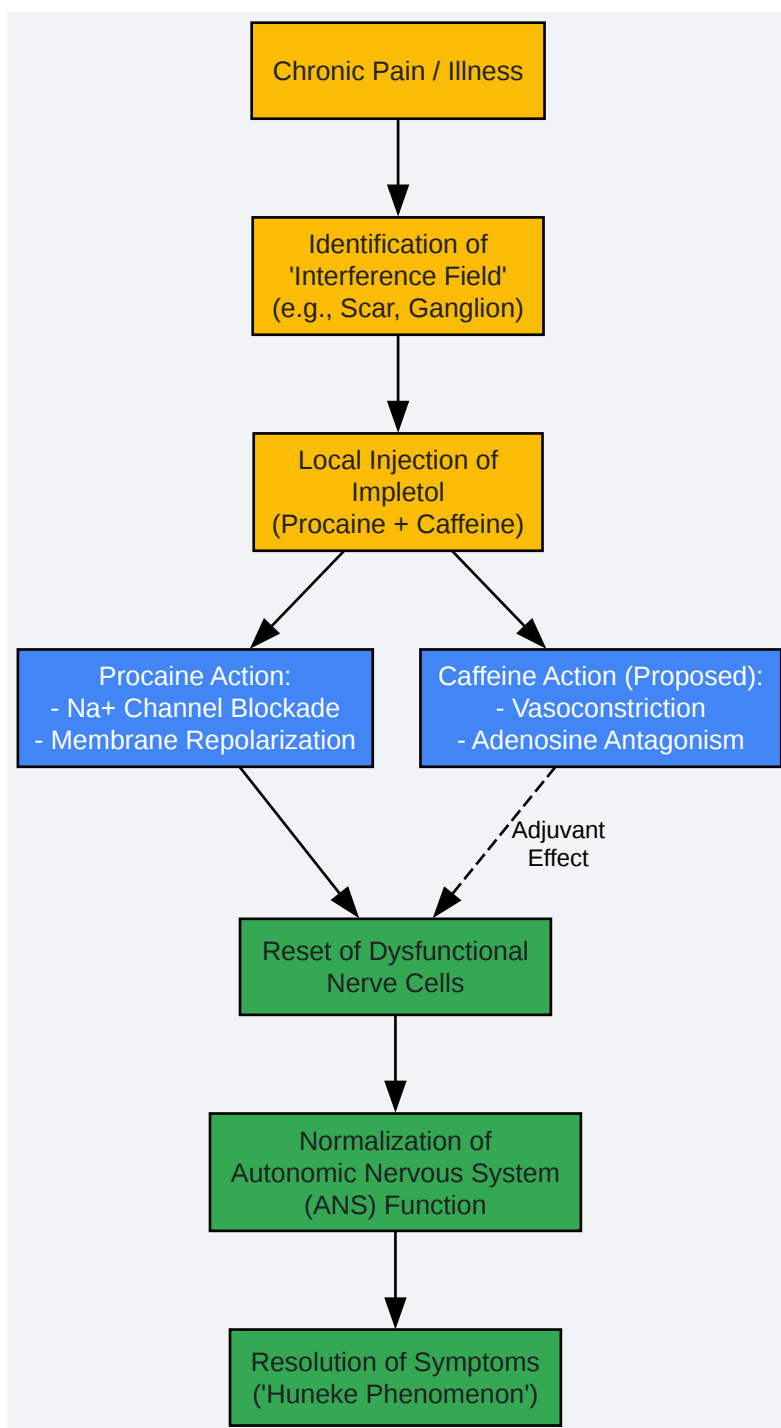 Chronic Pain / Illness
Identification of
'Interference Field'
(e.g., Scar, Ganglion)
Local Injection of
Impletol
(Procaine + Caffeine)
Procaine Action:
- Na+ Channel Blockade
- Membrane Repolarization
Caffeine Action (Proposed):
- Vasoconstriction
- Adenosine Antagonism
Adjuvant
Effect
Reset of Dysfunctional
Nerve Cells
Normalization of
Autonomic Nervous System
(ANS) Function
Resolution of Symptoms
('Huneke Phenomenon')